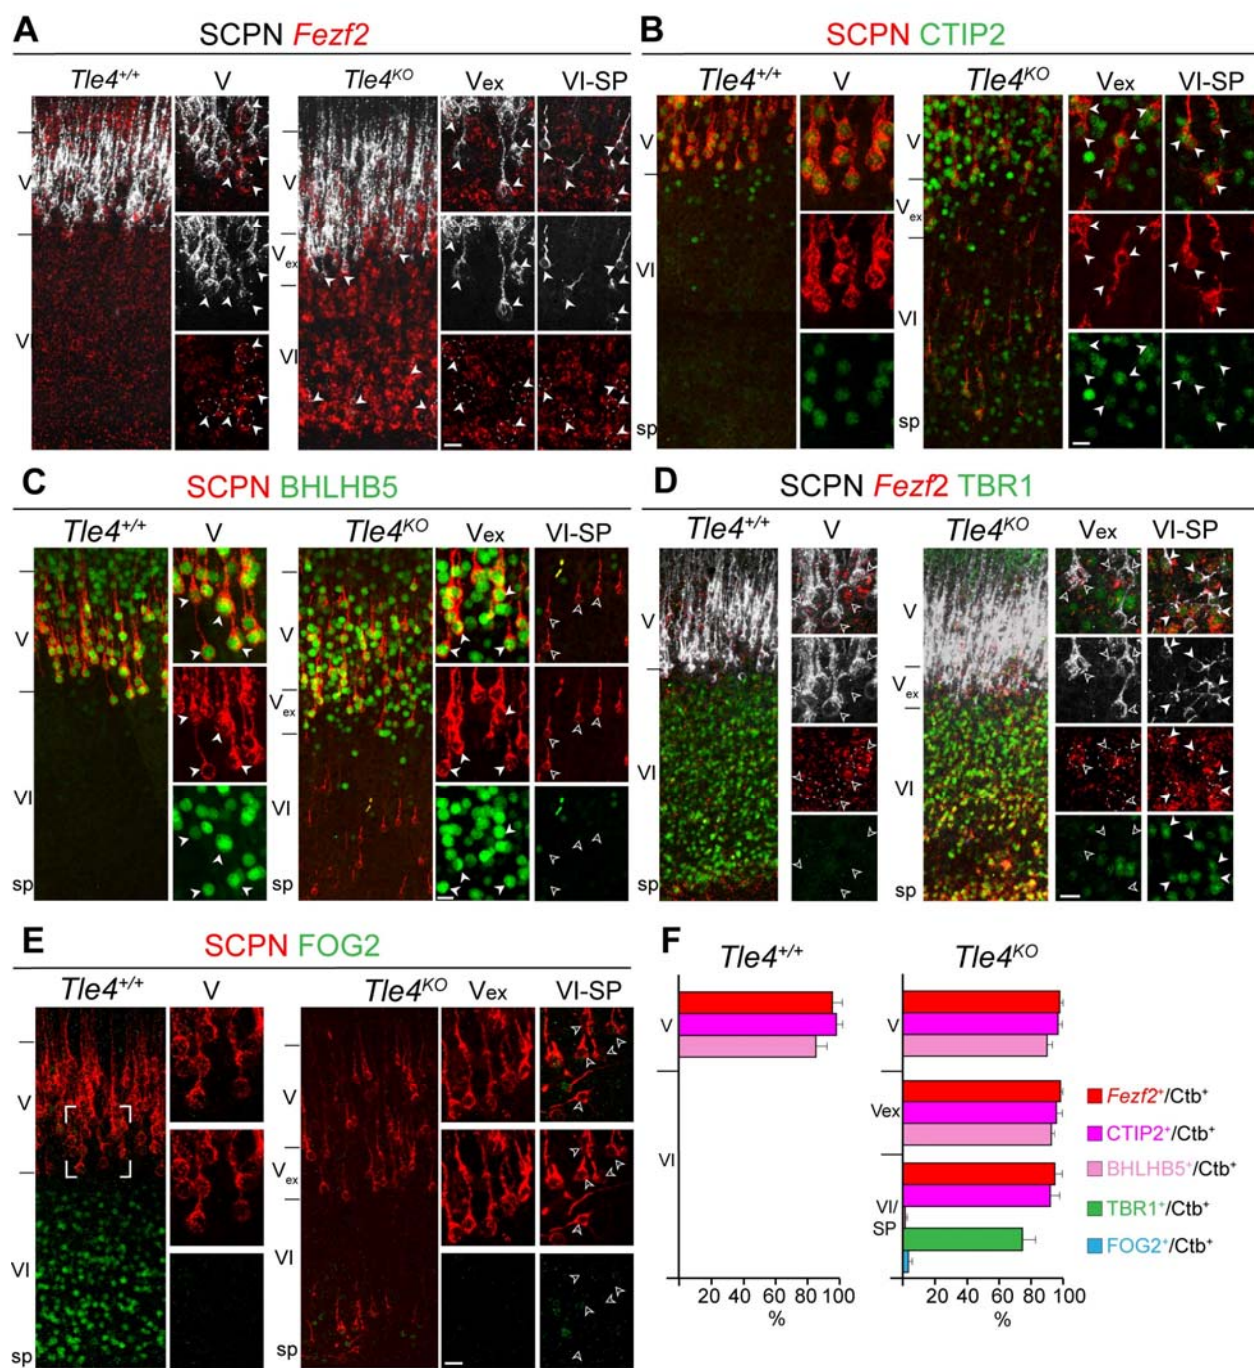 A
SCPN Fezf2
Tle4+/+ V Tle4KO Vex VI-SP
V
VI
V
Vex
VI
B
SCPN CTIP2
Tle4+/+ V Tle4KO Vex VI-SP
V
VI
sp
V
Vex
VI
sp
C
SCPN BHLHB5
Tle4+/+ V Tle4KO Vex VI-SP
V
VI
sp
V
Vex
VI
D
SCPN Fezf2 TBR1
Tle4+/+ V Tle4KO Vex VI-SP
V
VI
sp
V
Vex
VI
sp
E
SCPN FOG2
Tle4+/+ V Tle4KO Vex VI-SP
V
VI
sp
V
Vex
VI
sp
F
Tle4+/+ Tle4KO
V
VI
V
Vex
VI/
SP
Fezf2+/Ctb+
CTIP2+/Ctb+
BHLHB5+/Ctb+
TBR1+/Ctb+
FOG2+/Ctb+
20 40 60 80 100
%
20 40 60 80 100
%